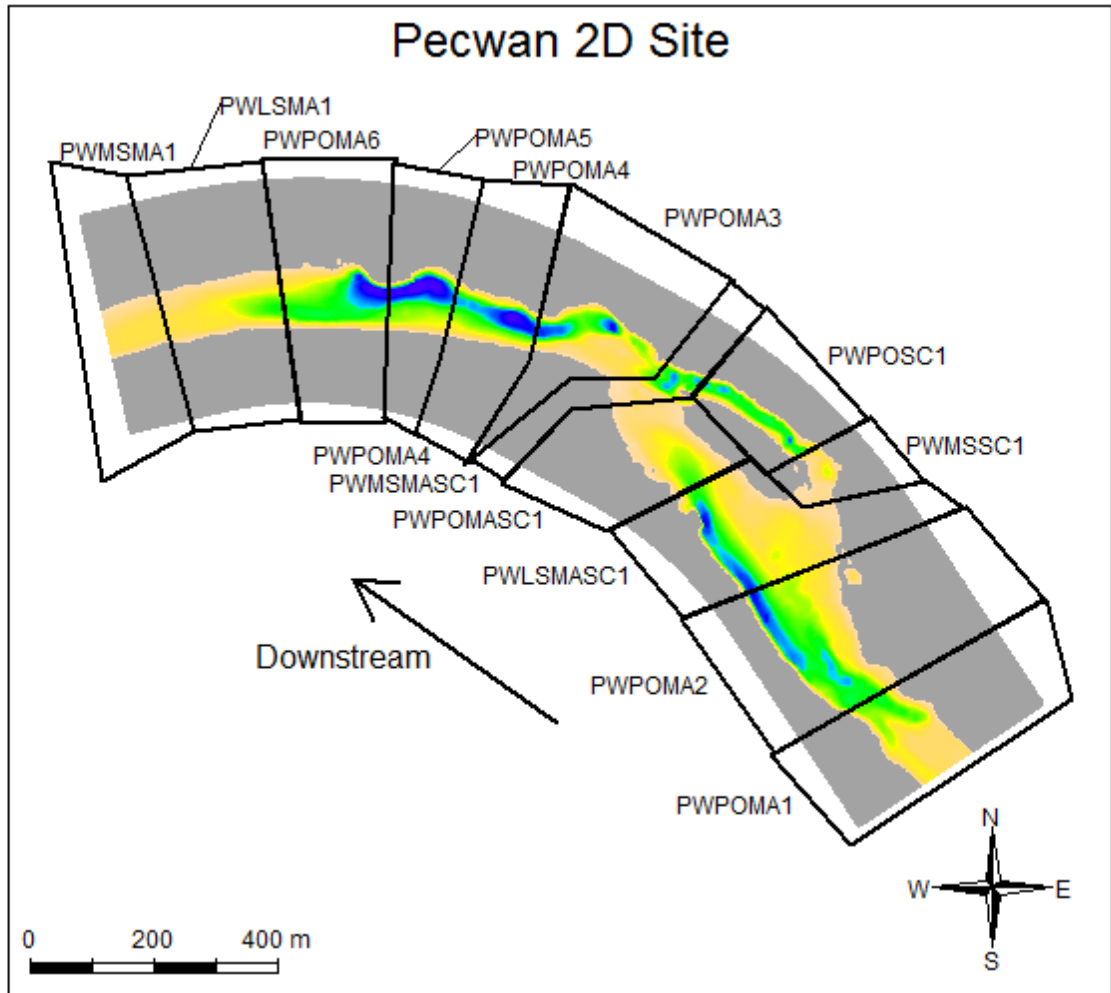 Pecwan 2D Site
PWLSMA1
PWMSMA1
PWPOMA6
PWPOMA5
PWPOMA4
PWPOMA3
PWPOSC1
PWMSSC1
PWPOMA4
PWMSMASC1
PWPOMASC1
PWLSMASC1
Downstream
PWPOMA2
PWPOMA1
N
W
E
S
0
200
400 m